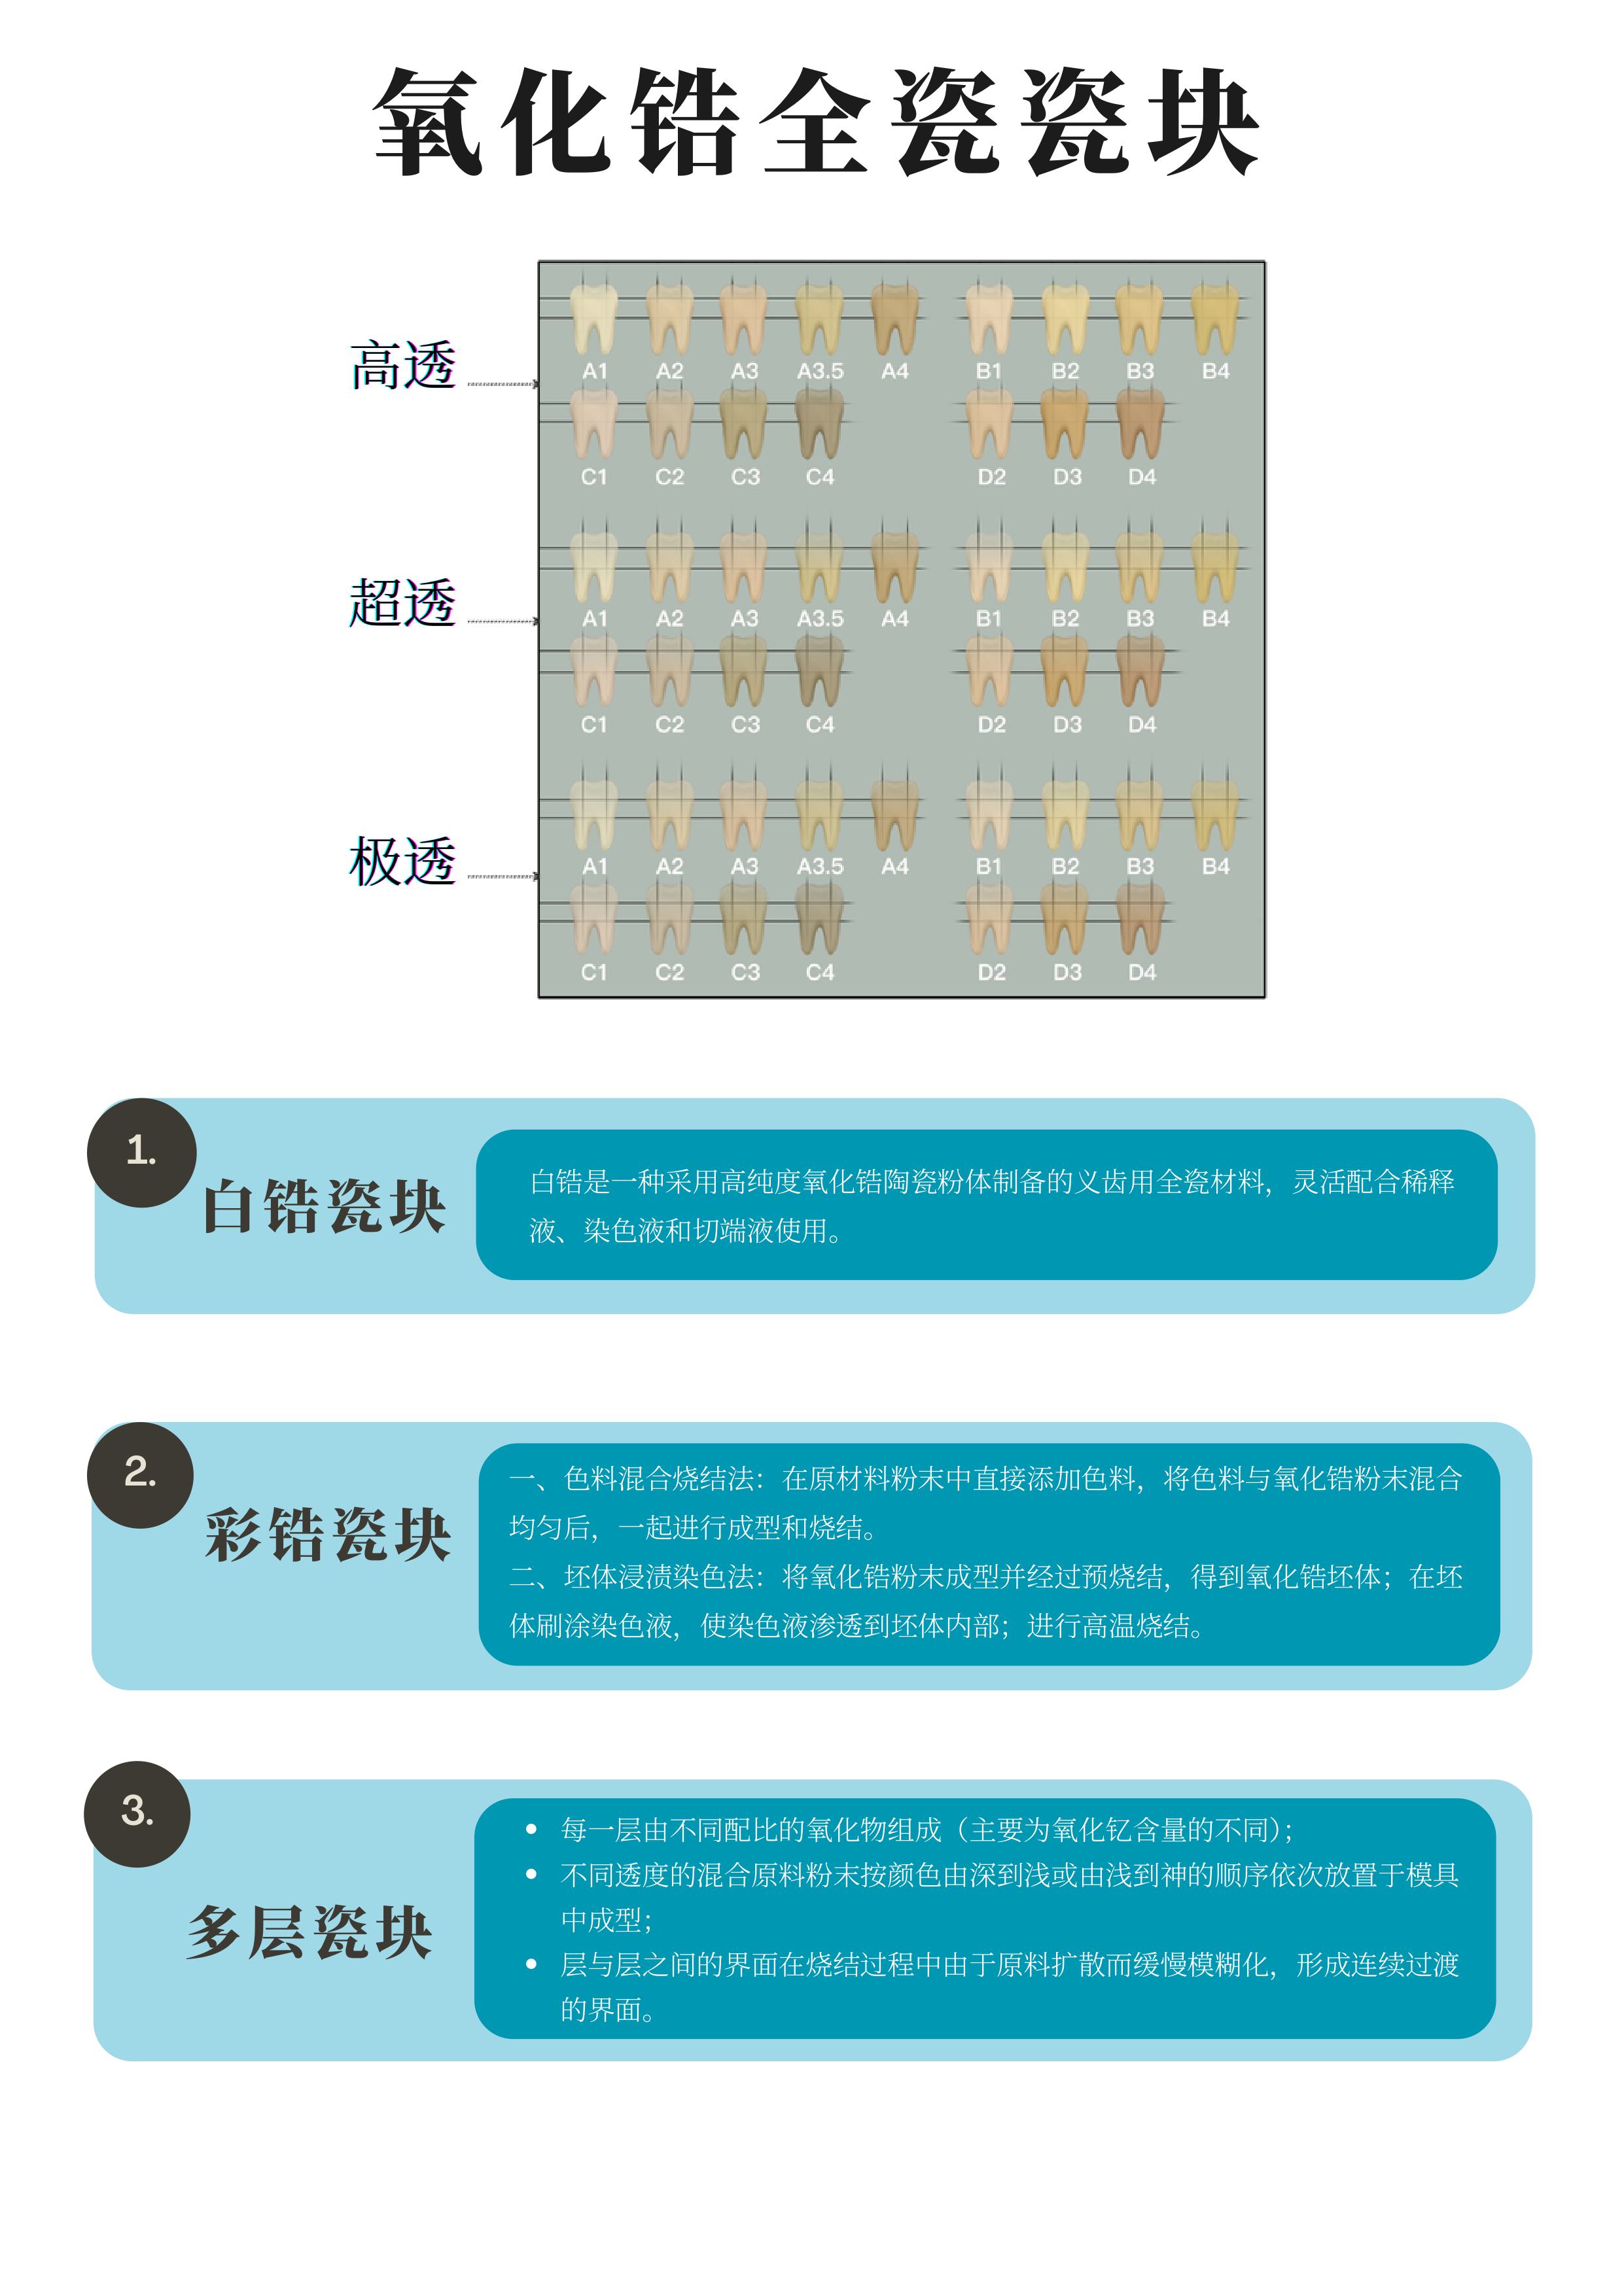 氧化锆全瓷瓷块
高透
A1 A2 A3 A3.5 A4 B1 B2 B3 B4
C1 C2 C3 C4 D2 D3 D4
超透
A1 A2 A3 A3.5 A4 B1 B2 B3 B4
C1 C2 C3 C4 D2 D3 D4
极透
A1 A2 A3 A3.5 A4 B1 B2 B3 B4
C1 C2 C3 C4 D2 D3 D4
1.
白锆瓷块
白锆是一种采用高纯度氧化锆陶瓷粉体制备的义齿用全瓷材料，灵活配合稀释
液、染色液和切端液使用。
2.
彩锆瓷块
一、色料混合烧结法：在原材料粉末中直接添加色料，将色料与氧化锆粉末混合
均匀后，一起进行成型和烧结。
二、坯体浸渍染色法：将氧化锆粉末成型并经过预烧结，得到氧化锆坯体；在坯
体刷涂染色液，使染色液渗透到坯体内部；进行高温烧结。
3.
多层瓷块
• 每一层由不同配比的氧化物组成（主要为氧化钇含量的不同）；
• 不同透度的混合原料粉末按颜色由深到浅或由浅到神的顺序依次放置于模具
中成型；
• 层与层之间的界面在烧结过程中由于原料扩散而缓慢模糊化，形成连续过渡
的界面。